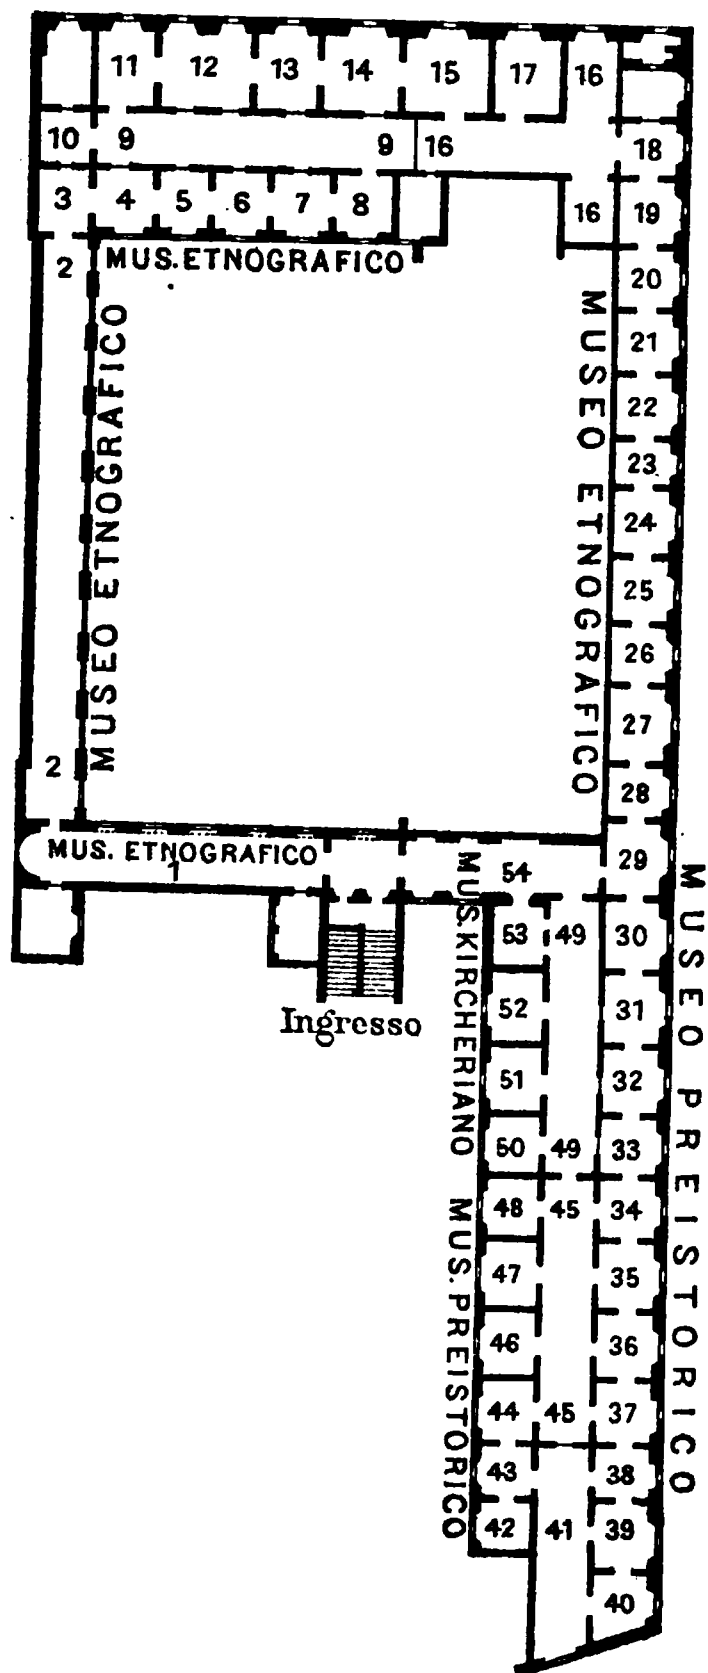 11 12 13 14 15 17 16
10 9 9 16 18
3 4 5 6 7 8 16 19
2 MUS. ETNOGRAFICO 20
MUSEO ETNOGRAFICO
MUSEO ETNOGRAFICO
21
22
23
24
25
26
27
2 28
MUS. ETNOGRAFICO 54 29
1
MUS. KIRCHERIANO
MUSEO PREISTORICO
53 49 30
Ingresso
52 31
51 32
50 49 33
48 45 34
MUS. PREISTORICO
47 35
46 36
44 45 37
43 38
42 41 39
40